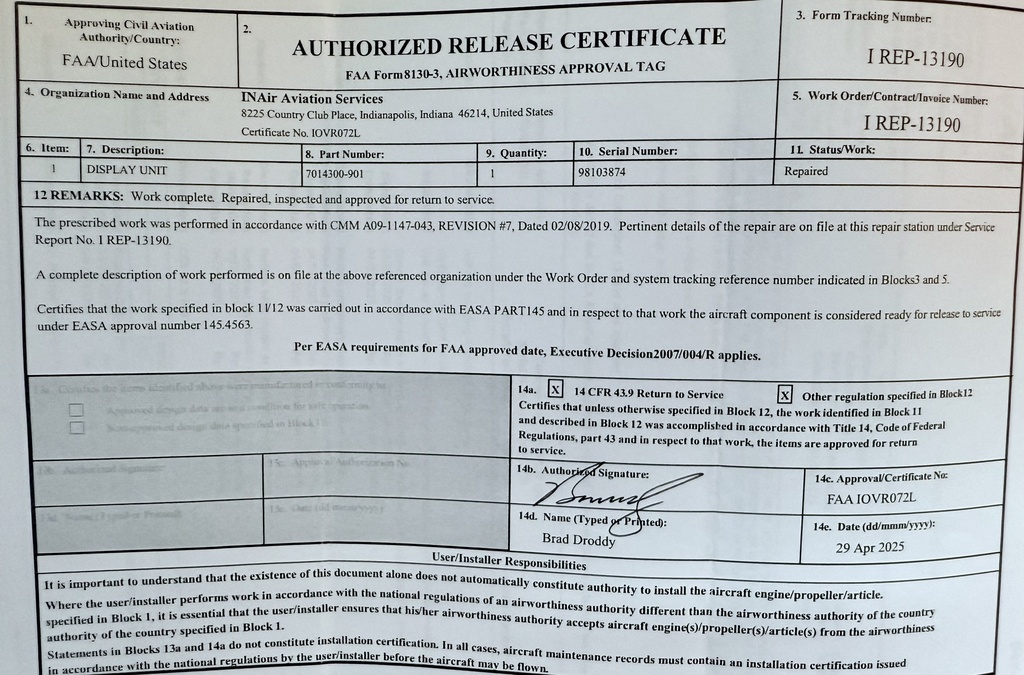 1.
Approving Civil Aviation
Authority/Country:
FAA/United States
2.
AUTHORIZED RELEASE CERTIFICATE
FAA Form 8130-3, AIRWORTHINESS APPROVAL TAG
3. Form Tracking Number:
I REP-13190
4. Organization Name and Address
INAir Aviation Services
8225 Country Club Place, Indianapolis, Indiana 46214, United States
Certificate No. IOVR072L
5. Work Order/Contract/Invoice Number:
I REP-13190
6. Item: 7. Description: 8. Part Number: 9. Quantity: 10. Serial Number: 11. Status/Work:
1 DISPLAY UNIT 7014300-901 1 98103874 Repaired
12 REMARKS: Work complete. Repaired, inspected and approved for return to service.
The prescribed work was performed in accordance with CMM A09-1147-043, REVISION #7, Dated 02/08/2019. Pertinent details of the repair are on file at this repair station under Service
Report No. I REP-13190.
A complete description of work performed is on file at the above referenced organization under the Work Order and system tracking reference number indicated in Blocks3 and 5.
Certifies that the work specified in block 11/12 was carried out in accordance with EASA PART145 and in respect to that work the aircraft component is considered ready for release to service
under EASA approval number 145.4563.
Per EASA requirements for FAA approved date, Executive Decision2007/004/R applies.
14a. X 14 CFR 43.9 Return to Service X Other regulation specified in Block12
Certifies that unless otherwise specified in Block 12, the work identified in Block 11
and described in Block 12 was accomplished in accordance with Title 14, Code of Federal
Regulations, part 43 and in respect to that work, the items are approved for return
to service.
14b. Authorized Signature:
14c. Approval/Certificate No:
FAA IOVR072L
14d. Name (Typed or Printed):
Brad Droddy
14e. Date (dd/mmm/yyyy):
29 Apr 2025
User/Installer Responsibilities
It is important to understand that the existence of this document alone does not automatically constitute authority to install the aircraft engine/propeller/article.
Where the user/installer performs work in accordance with the national regulations of an airworthiness authority different than the airworthiness authority of the country
specified in Block 1, it is essential that the user/installer ensures that his/her airworthiness authority accepts aircraft engine(s)/propeller(s)/article(s) from the airworthiness
authority of the country specified in Block 1.
Statements in Blocks 13a and 14a do not constitute installation certification. In all cases, aircraft maintenance records must contain an installation certification issued
in accordance with the national regulations by the user/installer before the aircraft may be flown.